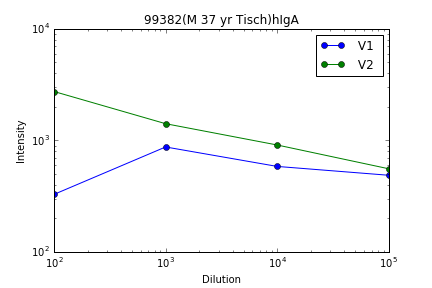 99382(M 37 yr Tisch)hIgA
10^4
V1
V2
Intensity
10^3
10^2
10^2 10^3 10^4 10^5
Dilution